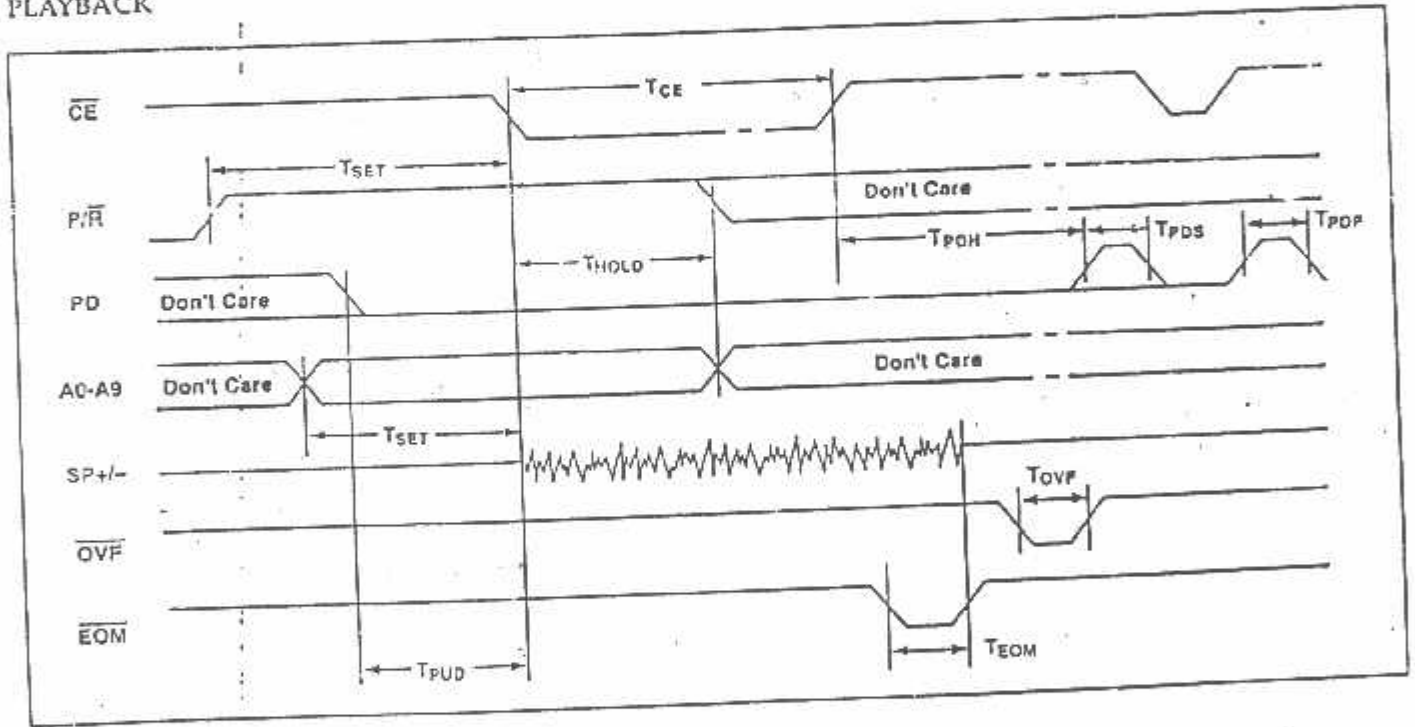 PLAYBACK
CE
TCE
TSET
P/R
Don't Care
TPDH
TPDS
TPDP
THOLD
PD
Don't Care
A0-A9
Don't Care
Don't Care
TSET
SP+/-
TOVF
OVF
EOM
TEOM
TPUD